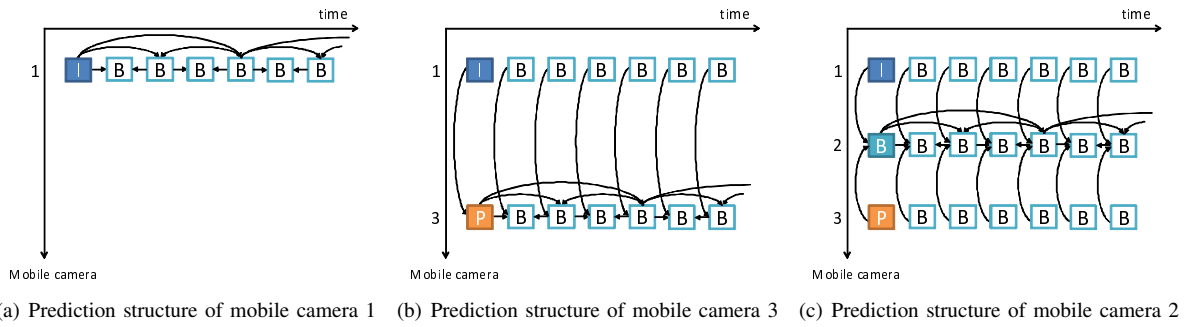 time
1 I B B B B B B
Mobile camera
(a) Prediction structure of mobile camera 1
time
1 I B B B B B B
3 P B B B B B B
Mobile camera
(b) Prediction structure of mobile camera 3
time
1 I B B B B B B
2 B B B B B B B
3 P B B B B B B
Mobile camera
(c) Prediction structure of mobile camera 2